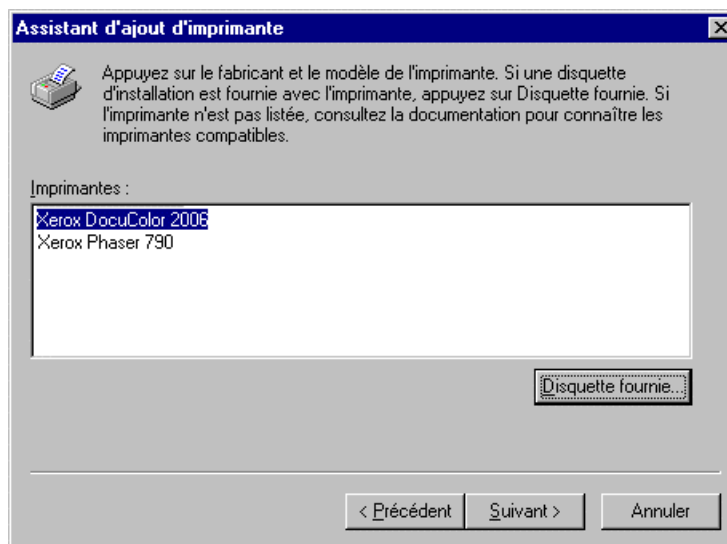 Assistant d'ajout d'imprimante
Appuyez sur le fabricant et le modèle de l'imprimante. Si une disquette
d'installation est fournie avec l'imprimante, appuyez sur Disquette fournie. Si
l'imprimante n'est pas listée, consultez la documentation pour connaître les
imprimantes compatibles.
Imprimantes :
Xerox DocuColor 2006
Xerox Phaser 790
Disquette fournie...
< Précédent
Suivant >
Annuler